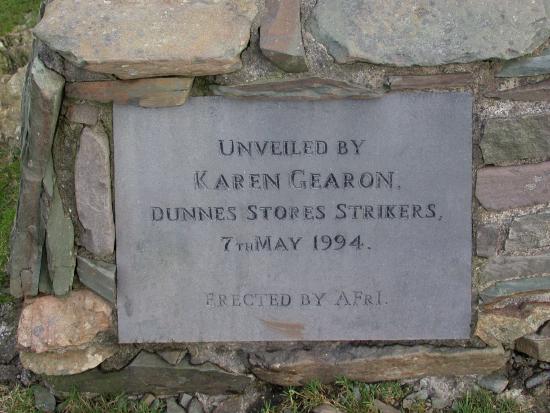 UNVEILED BY
KAREN GEARON,
DUNNES STORES STRIKERS,
7TH MAY 1994.
ERECTED BY AFrI.